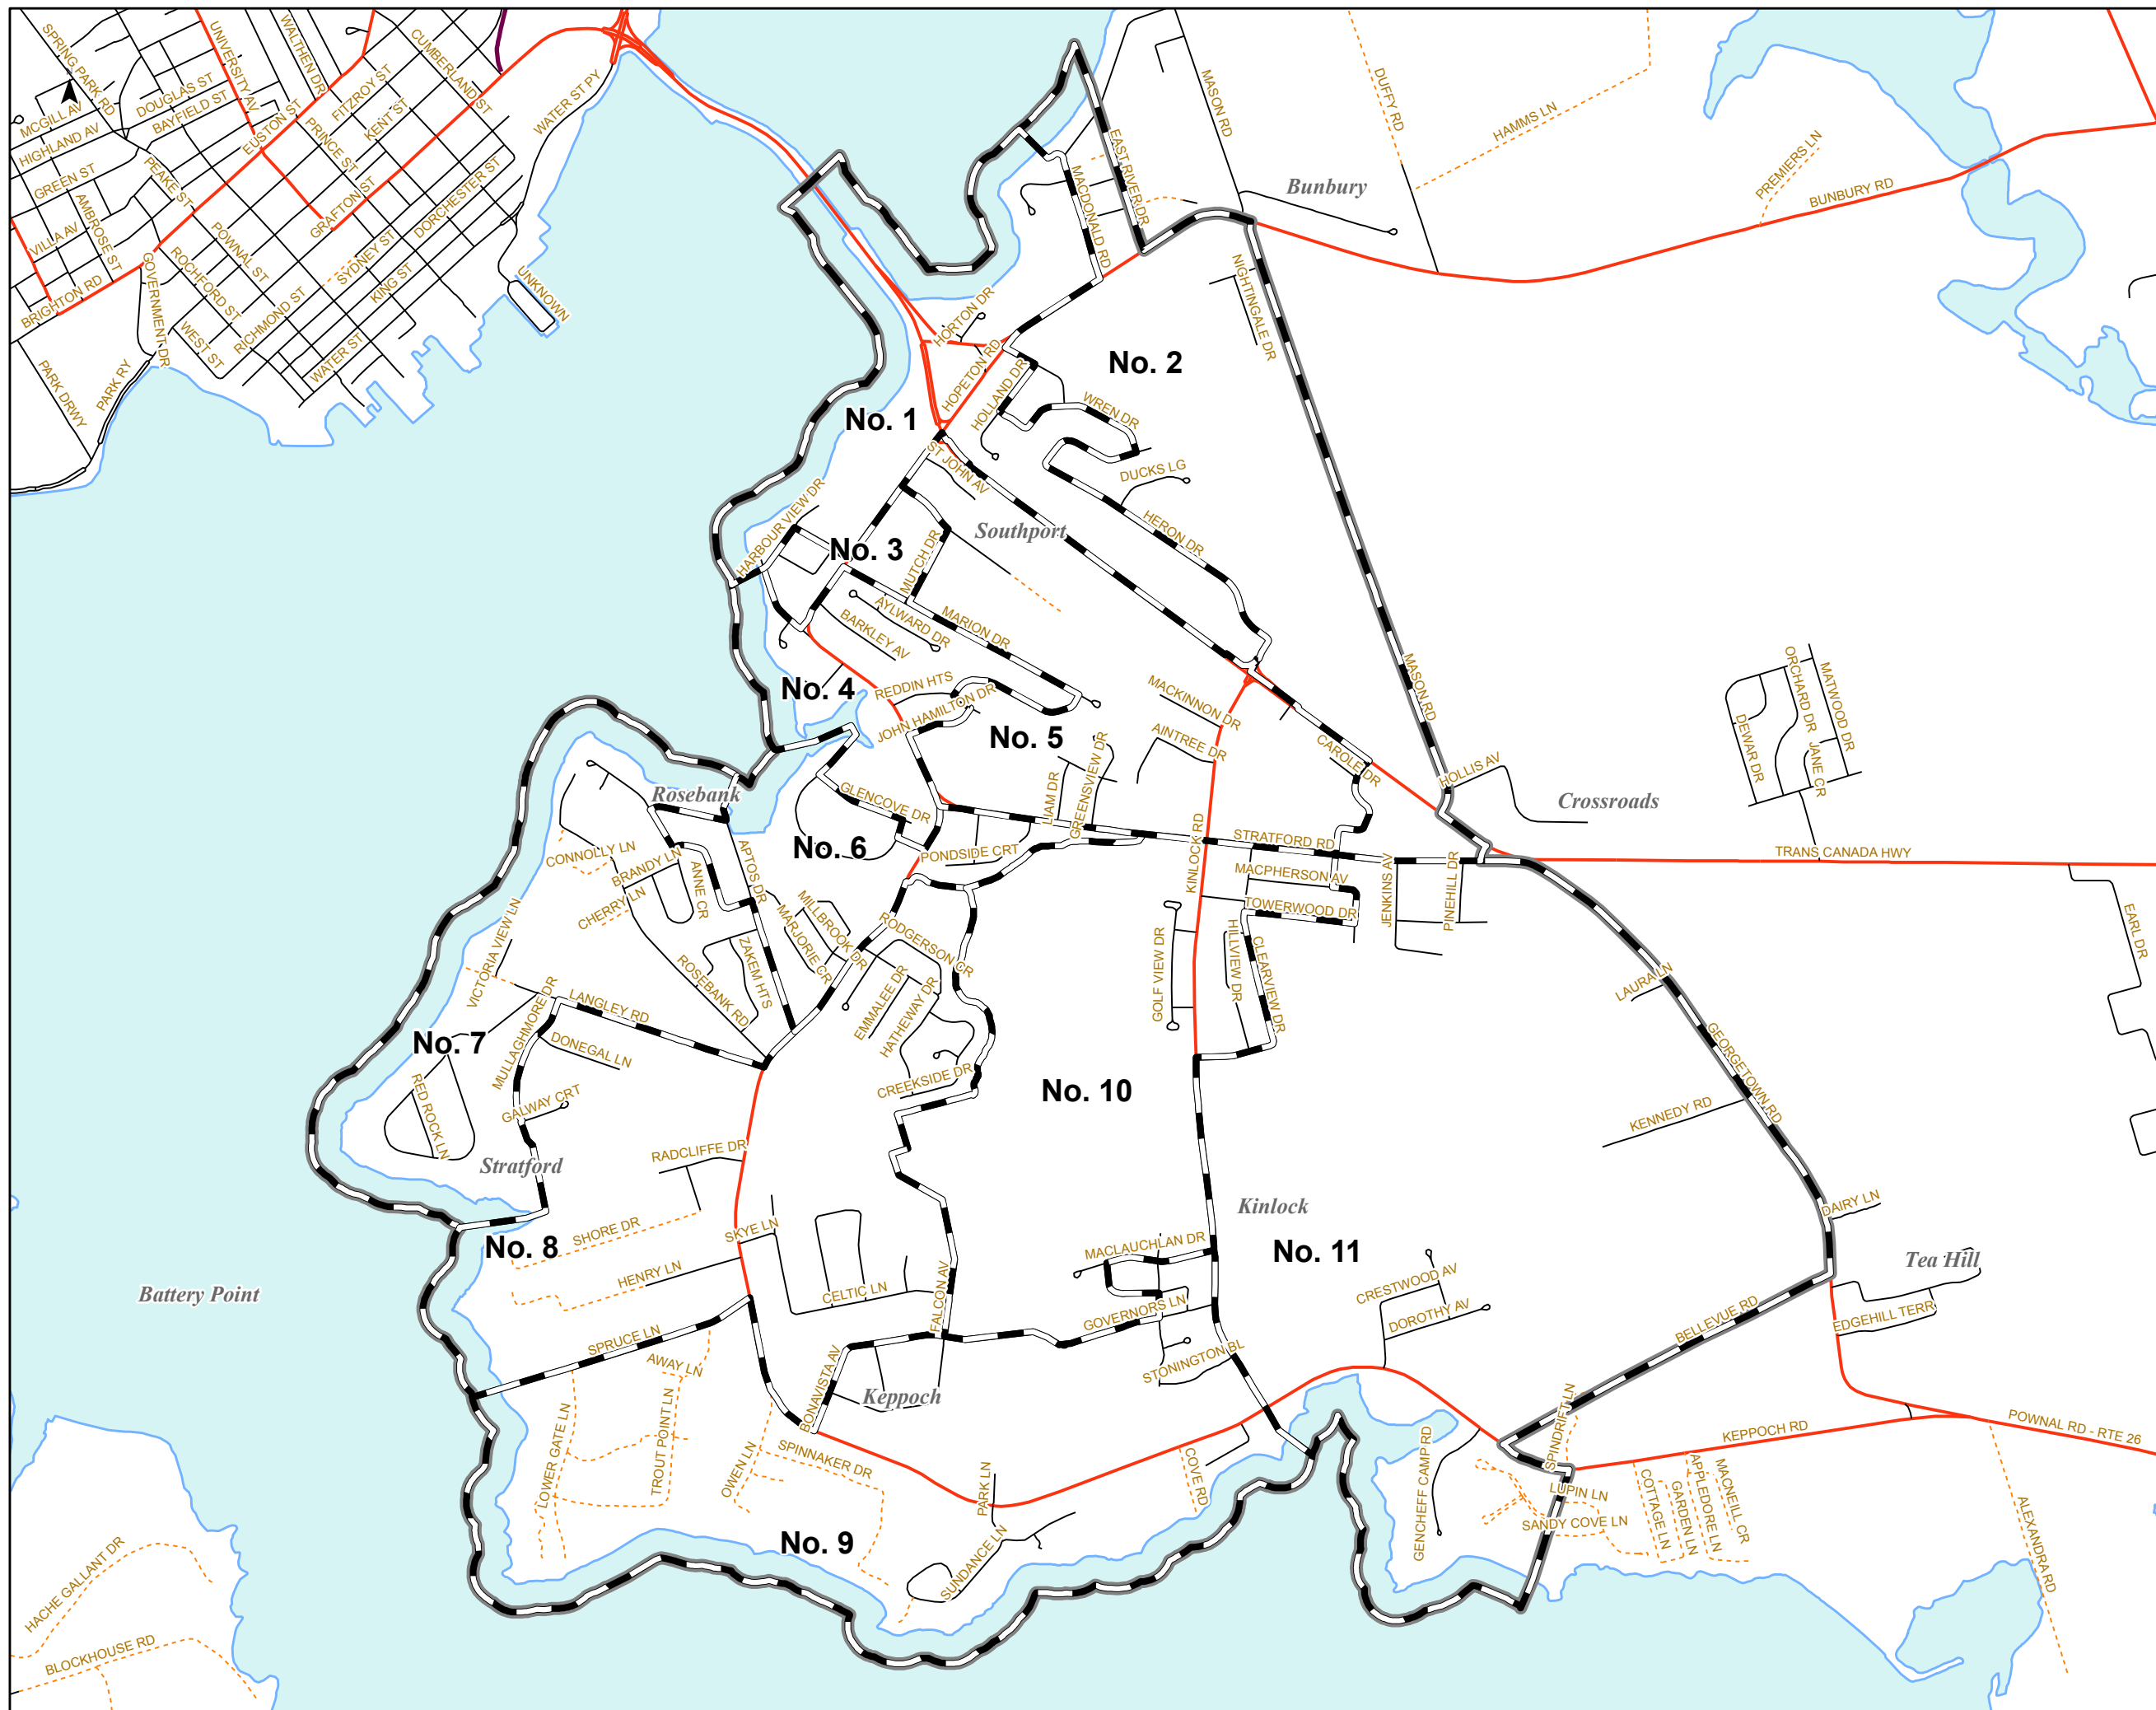 SPRING PARK RD
UNIVERSITY AV
WALTHEN DR
CUMBERLAND ST
MCGILL AV
DOUGLAS ST
FITZROY ST
HIGHLAND AV
BAYFIELD ST
EUSTON ST
PRINCE ST
KENT ST
WATER ST PY
GREEN ST
PEAKE ST
AMBROSE ST
GRAFTON ST
DORCHESTER ST
VILLA AV
POWNAL ST
SYDNEY ST
ROCHFORD ST
KING ST
GOVERNMENT DR
BRIGHTON RD
RICHMOND ST
WEST ST
WATER ST
UNKNOWN
PARK DRWY
PARK RY
MASON RD
DUFFY RD
HAMMS LN
PREMIERS LN
BUNBURY RD
Bunbury
EAST RIVER DR
MACDONALD RD
NIGHTINGALE DR
HORTON DR
HOPETON RD
HOLLAND DR
No. 2
WREN DR
No. 1
ST JOHN AV
DUCKS LG
HERON DR
Southport
HARBOUR VIEW DR
No. 3
MUTCH DR
AYLWARD DR
MARION DR
BARKLEY AV
No. 4
REDDIN HTS
JOHN HAMILTON DR
No. 5
MACKINNON DR
AINTREE DR
CAROLE DR
MASON RD
HOLLIS AV
Crossroads
ORCHARD DR
MATWOOD DR
DEWAR DR
JANE CR
Rosebank
GLENCOVE DR
LIAM DR
GREENSVIEW DR
No. 6
PONDSIDE CRT
KINLOCK RD
STRATFORD RD
MACPHERSON AV
JENKINS AV
PINEHILL DR
TRANS CANADA HWY
CONNOLLY LN
BRANDY LN
ANNE CR
APTOS DR
CHERRY LN
MARJORIE CR
MILLBROOK DR
RODGERSON CR
TOWERWOOD DR
HILLVIEW DR
CLEARVIEW DR
GOLF VIEW DR
EARL DR
VICTORIA VIEW LN
ROSEBANK RD
ZAKEM HTS
EMMALEE DR
HATHEWAY DR
LAURA LN
MULLAGHMORE DR
LANGLEY RD
DONEGAL LN
No. 7
RED ROCK LN
GALWAY CRT
CREEKSIDE DR
No. 10
GEORGETOWN RD
KENNEDY RD
Stratford
RADCLIFFE DR
Kinlock
DAIRY LN
No. 8
SHORE DR
SKYE LN
MACLAUCHLAN DR
No. 11
Tea Hill
HENRY LN
CELTIC LN
FALCON AV
GOVERNORS LN
CRESTWOOD AV
DOROTHY AV
Battery Point
BELLEVUE RD
EDGEHILL TERR
SPRUCE LN
AWAY LN
BONAVISTA AV
Keppoch
STONINGTON BL
LOWER GATE LN
TROUT POINT LN
OWEN LN
SPINNAKER DR
PARK LN
COVE RD
GENCHEFF CAMP RD
SPINDRIFT LN
KEPPOCH RD
POWNAL RD - RTE 26
LUPIN LN
SANDY COVE LN
COTTAGE LN
GARDEN LN
APPLEDORE LN
MACNEILL CR
ALEXANDRA RD
No. 9
SUNDANCE LN
HACHE GALLANT DR
BLOCKHOUSE RD